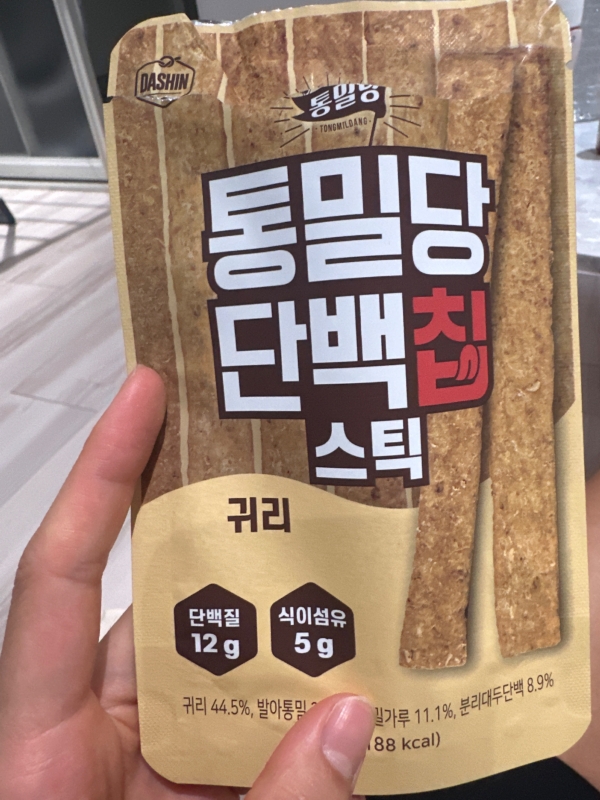 DASHIN
통밀당
· TONGMILDANG ·
통밀당
단백칩
스틱
귀리
단백질
12 g
식이섬유
5 g
귀리 44.5%, 발아통밀 밀가루 11.1%, 분리대두단백 8.9%
188 kcal)